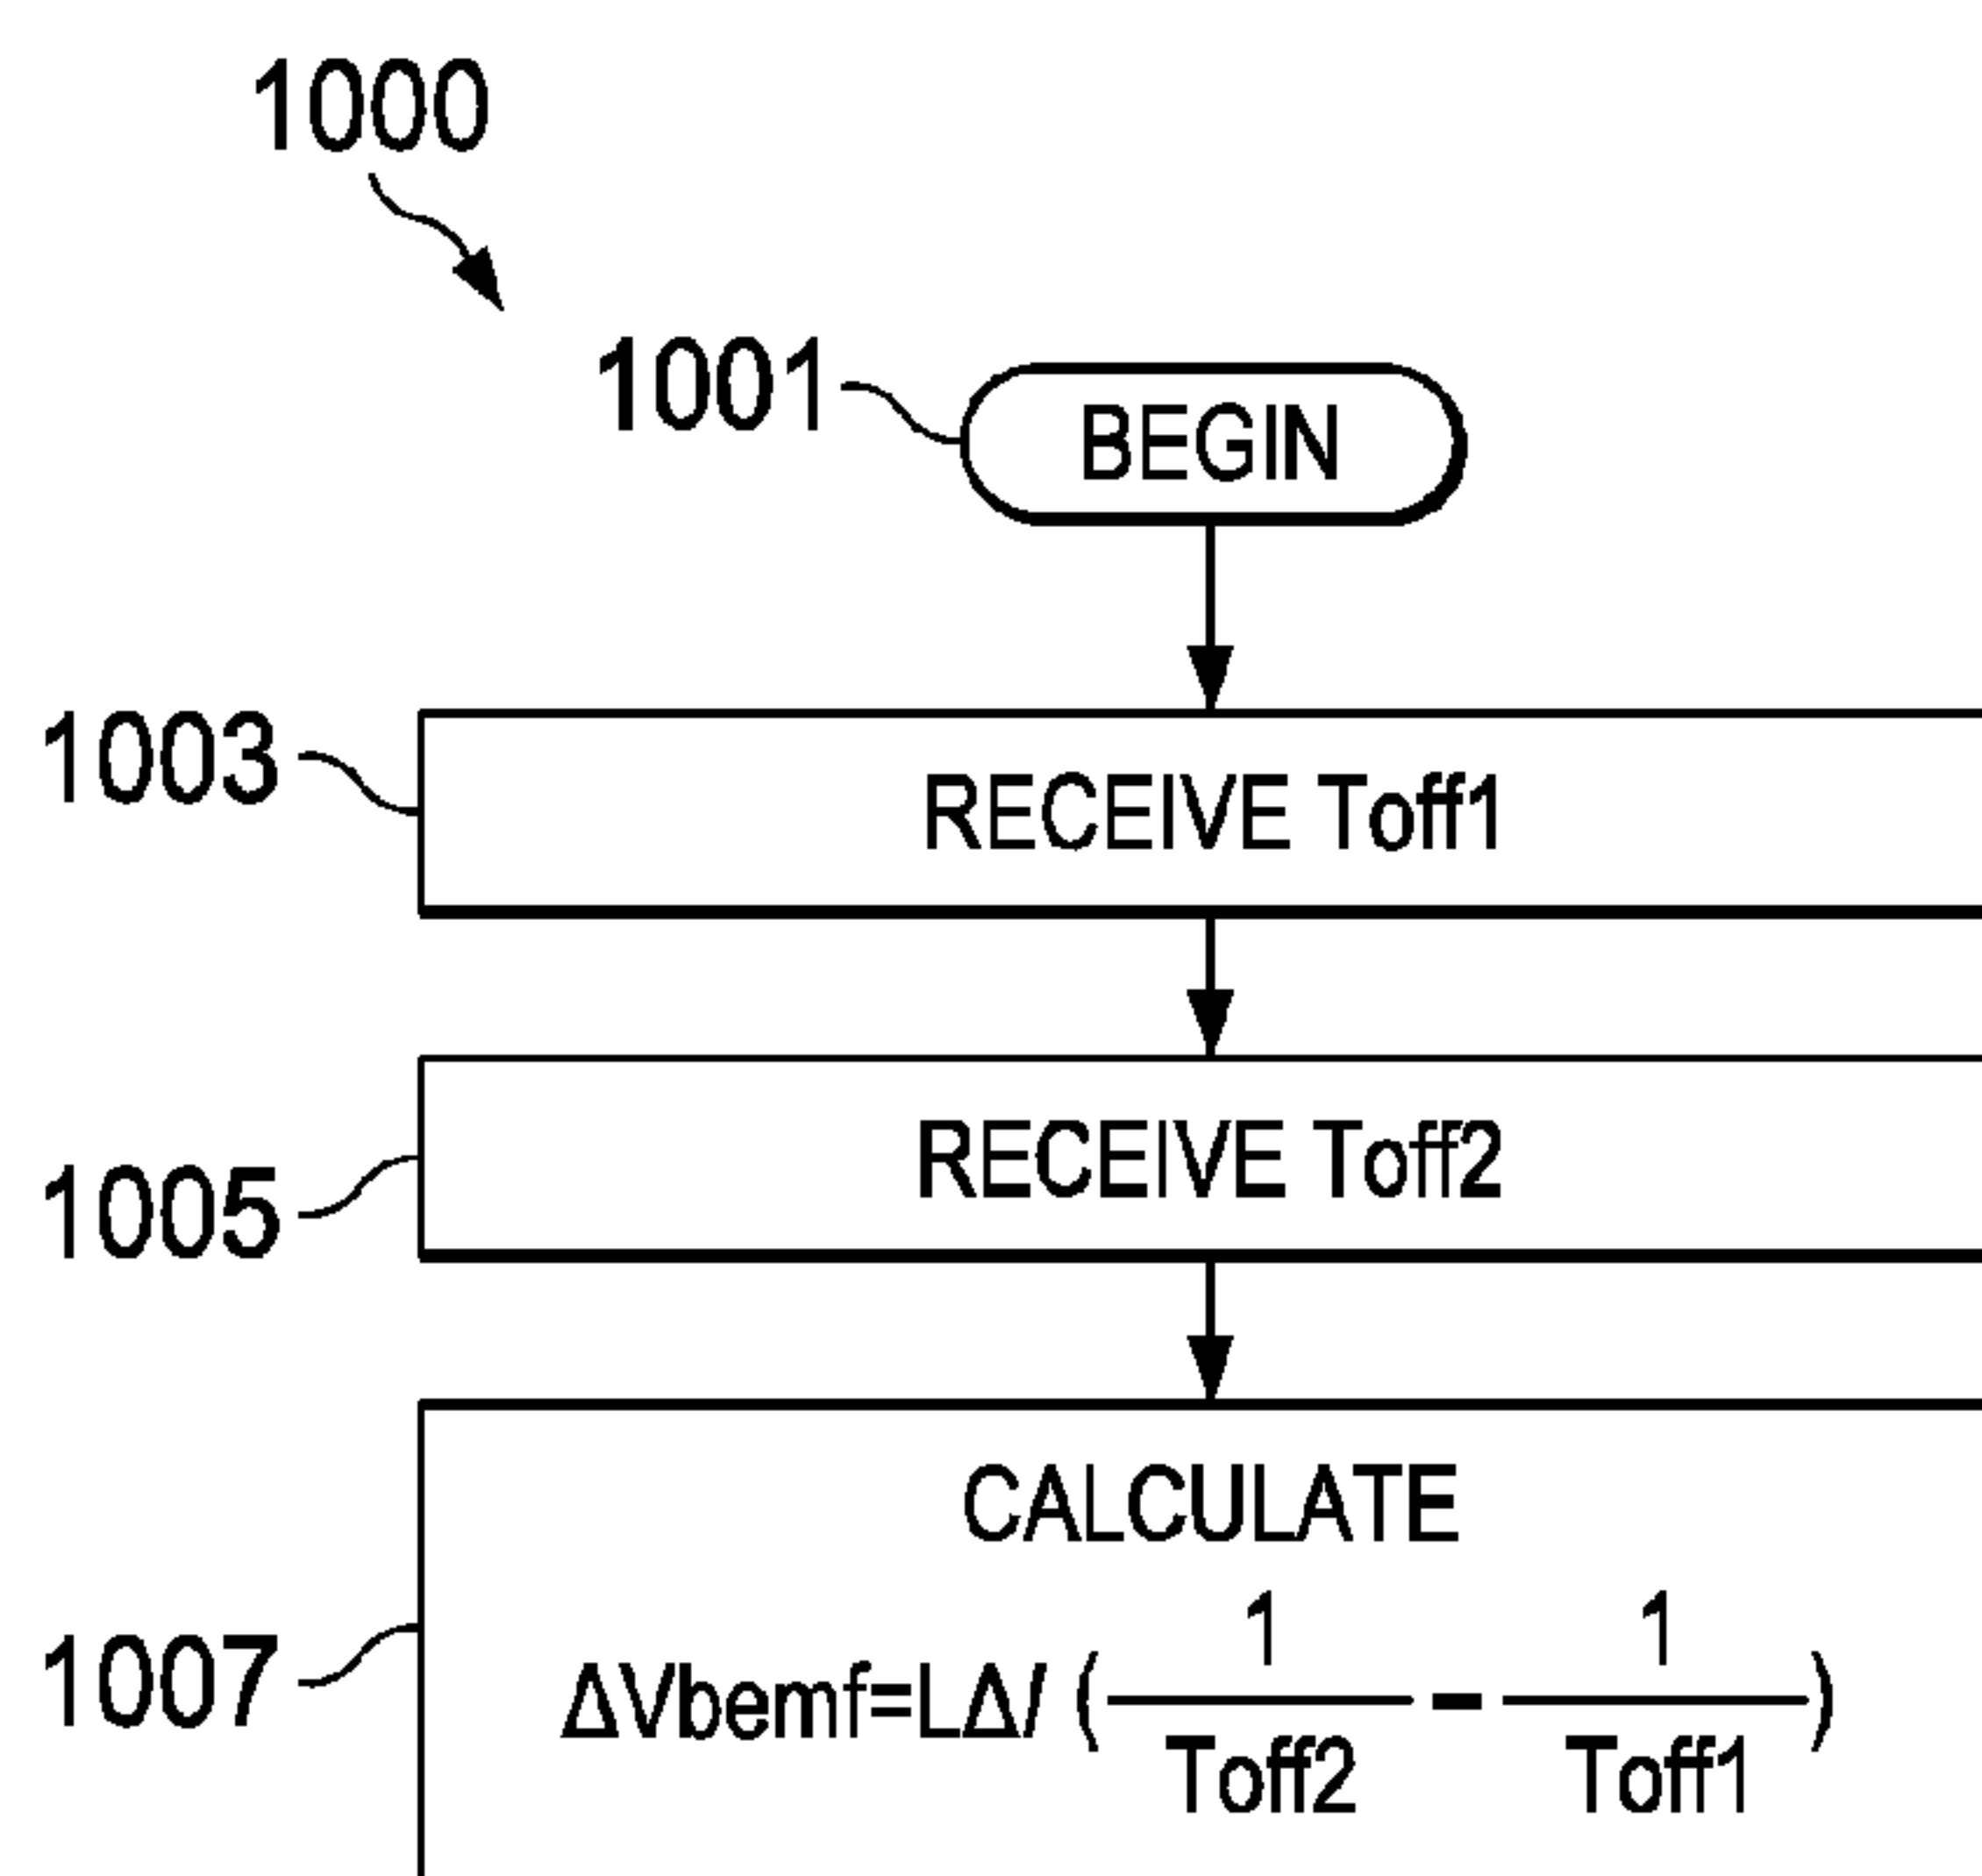 1000
1001
BEGIN
1003
RECEIVE Toff1
1005
RECEIVE Toff2
1007
CALCULATE
ΔVbemf=LΔI (1/Toff2 - 1/Toff1)